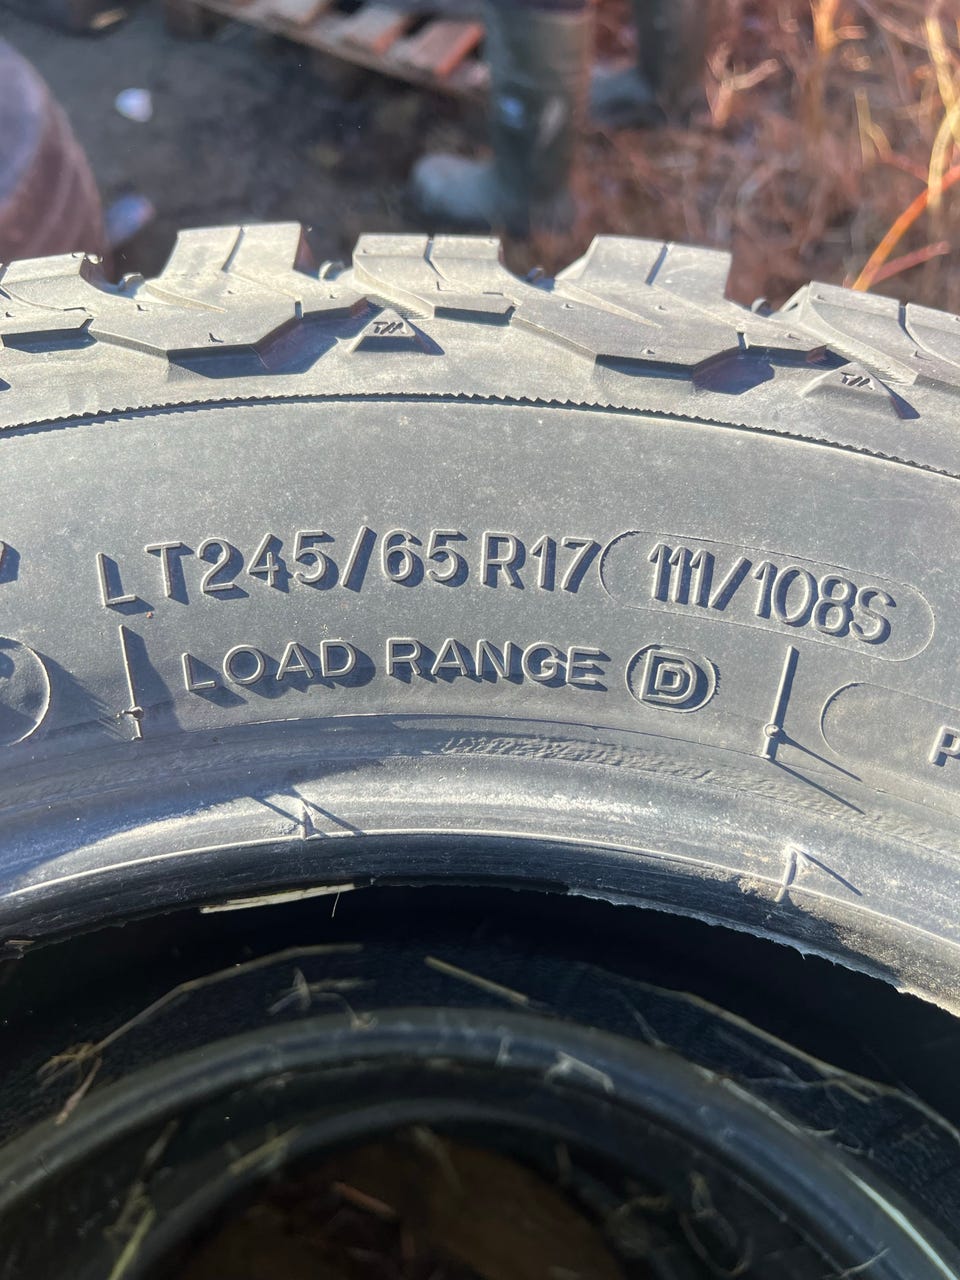 LT245/65R17 111/108S
LOAD RANGE D
P